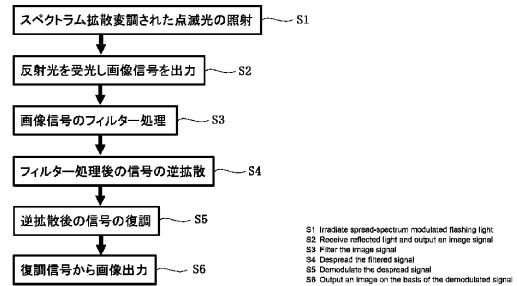 スペクトラム拡散変調された点滅光の照射 S1
反射光を受光し画像信号を出力 S2
画像信号のフィルター処理 S3
フィルター処理後の信号の逆拡散 S4
逆拡散後の信号の復調 S5
復調信号から画像出力 S6
S1 Irradiate spread-spectrum modulated flashing light
S2 Receive reflected light and output an image signal
S3 Filter the image signal
S4 Despread the filtered signal
S5 Demodulate the despread signal
S6 Output an image on the basis of the demodulated signal